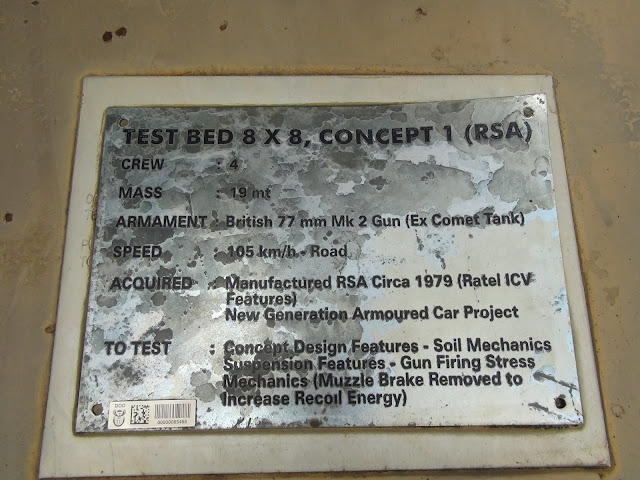 TEST BED 8 X 8, CONCEPT 1 (RSA)
CREW : 4
MASS : 19 mt
ARMAMENT : British 77 mm Mk 2 Gun (Ex Comet Tank)
SPEED : 105 km/h - Road
ACQUIRED : Manufactured RSA Circa 1979 (Ratel ICV
Features)
New Generation Armoured Car Project
TO TEST : Concept Design Features - Soil Mechanics
Suspension Features - Gun Firing Stress
Mechanics (Muzzle Brake Removed to
Increase Recoil Energy)
DOD